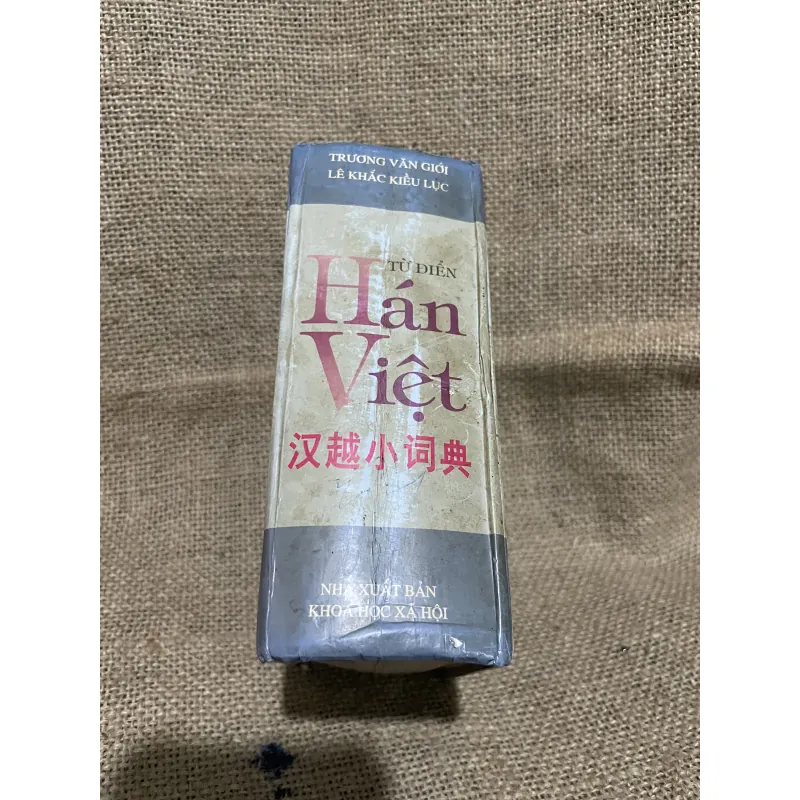 TRƯƠNG VĂN GIỚI
LÊ KHẮC KIỀU LỤC
TỪ ĐIỂN
Hán
Việt
汉越小词典
NHÀ XUẤT BẢN
KHOA HỌC XÃ HỘI